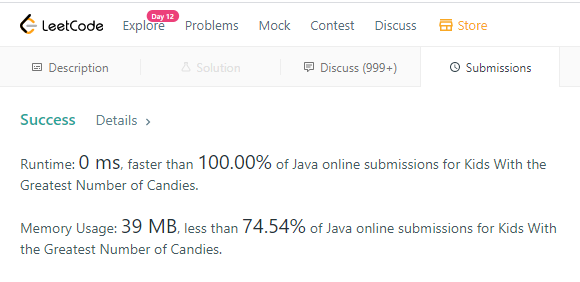 Day 12
LeetCode Explore Problems Mock Contest Discuss Store
Description Solution Discuss (999+) Submissions
Success Details >
Runtime: 0 ms, faster than 100.00% of Java online submissions for Kids With the
Greatest Number of Candies.
Memory Usage: 39 MB, less than 74.54% of Java online submissions for Kids With
the Greatest Number of Candies.